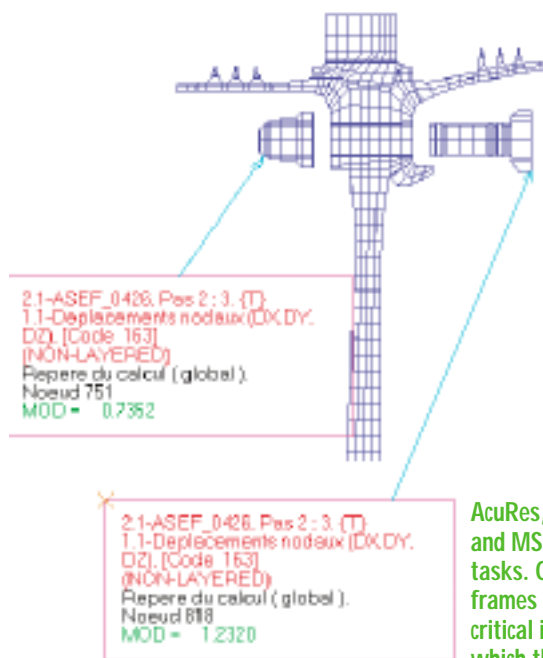 2.1-ASEF_0426. Pas 2 : 3. {T}
1.1-Deplacements nodaux (DX,DY,
DZ). [Code 163]
(NON-LAYERED)
Repere du calcul ( global ).
Noeud 751
MOD = 0.7352
2.1-ASEF_0426. Pas 2 : 3. {T}
1.1-Deplacements nodaux (DX,DY,
DZ). [Code 163]
(NON-LAYERED)
Repere du calcul ( global ).
Noeud 818
MOD = 1.2320
AcuRes,
and MS
tasks.
frames
critical i
which th